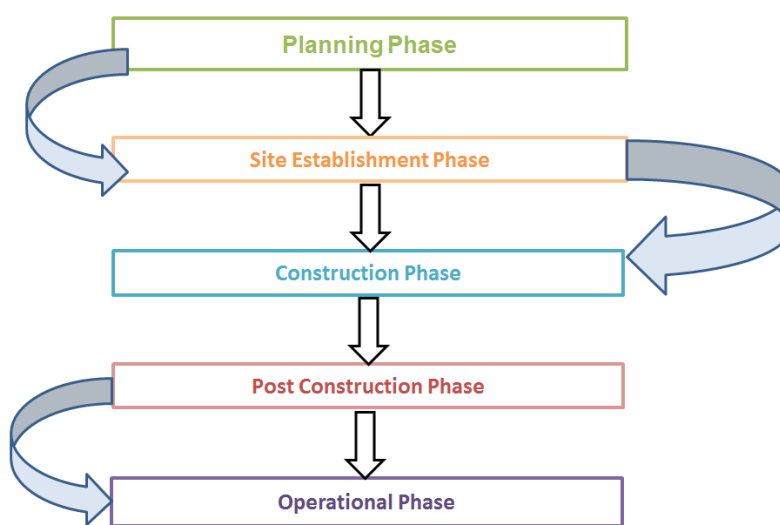 Planning Phase
Site Establishment Phase
Construction Phase
Post Construction Phase
Operational Phase